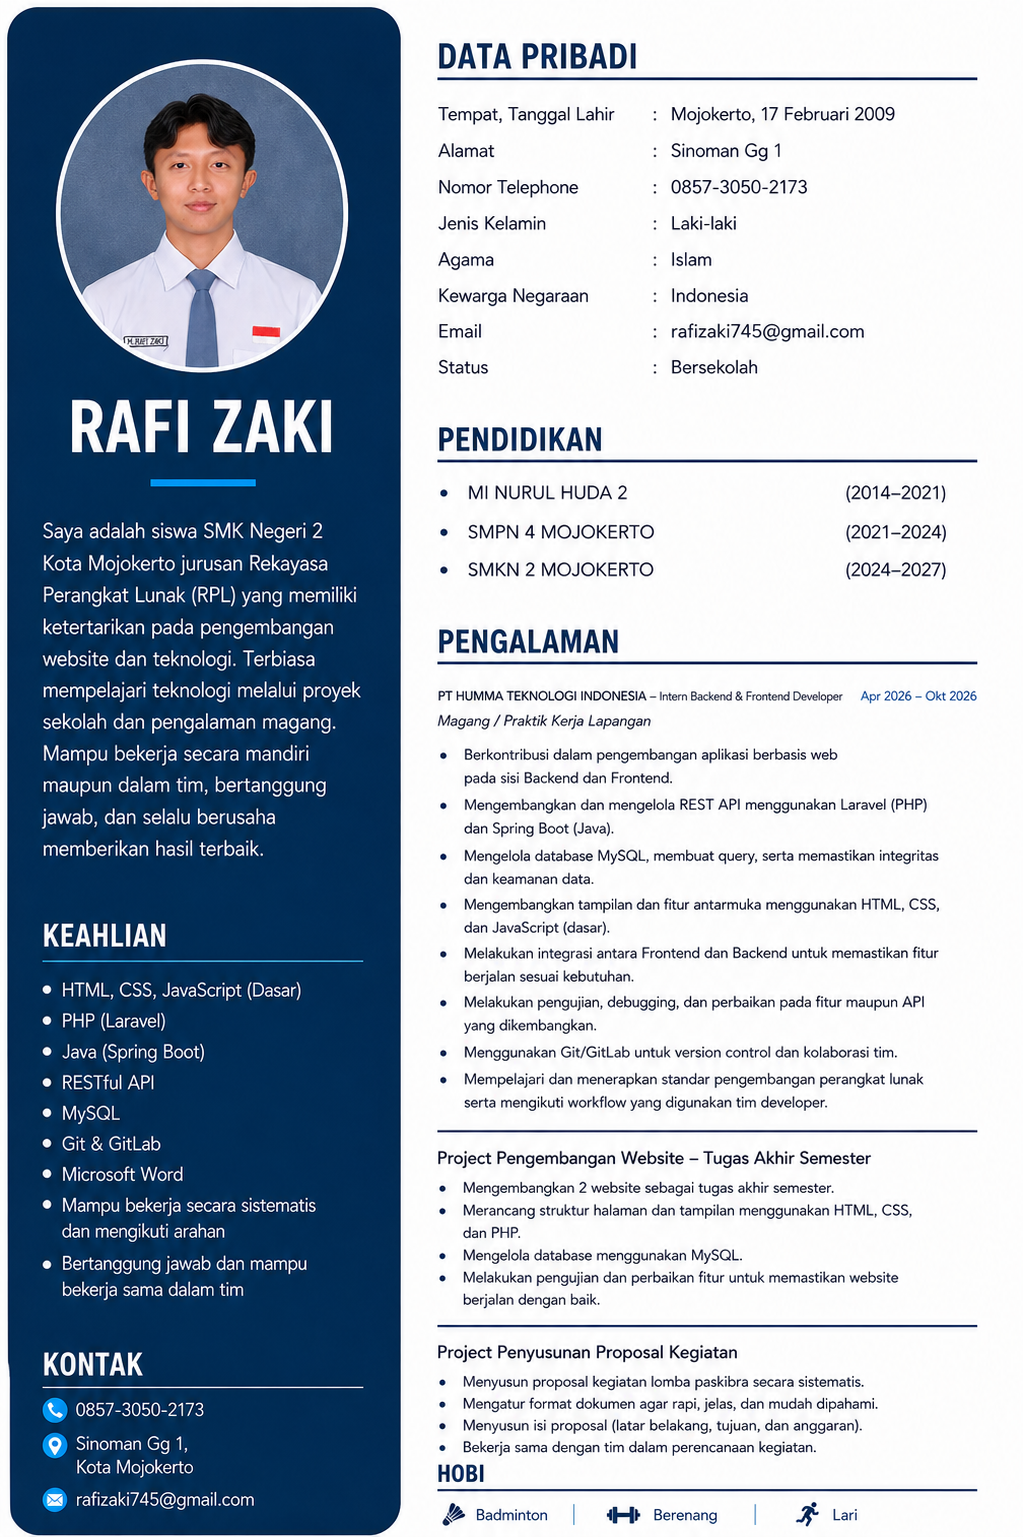 M. RAFI ZAKI
RAFI ZAKI
Saya adalah siswa SMK Negeri 2
Kota Mojokerto jurusan Rekayasa
Perangkat Lunak (RPL) yang memiliki
ketertarikan pada pengembangan
website dan teknologi. Terbiasa
mempelajari teknologi melalui proyek
sekolah dan pengalaman magang.
Mampu bekerja secara mandiri
maupun dalam tim, bertanggung
jawab, dan selalu berusaha
memberikan hasil terbaik.
KEAHLIAN
• HTML, CSS, JavaScript (Dasar)
• PHP (Laravel)
• Java (Spring Boot)
• RESTful API
• MySQL
• Git & GitLab
• Microsoft Word
• Mampu bekerja secara sistematis
dan mengikuti arahan
• Bertanggung jawab dan mampu
bekerja sama dalam tim
KONTAK
0857-3050-2173
Sinoman Gg 1,
Kota Mojokerto
rafizaki745@gmail.com
DATA PRIBADI
Tempat, Tanggal Lahir : Mojokerto, 17 Februari 2009
Alamat : Sinoman Gg 1
Nomor Telephone : 0857-3050-2173
Jenis Kelamin : Laki-laki
Agama : Islam
Kewarga Negaraan : Indonesia
Email : rafizaki745@gmail.com
Status : Bersekolah
PENDIDIKAN
• MI NURUL HUDA 2 (2014–2021)
• SMPN 4 MOJOKERTO (2021–2024)
• SMKN 2 MOJOKERTO (2024–2027)
PENGALAMAN
PT HUMMA TEKNOLOGI INDONESIA – Intern Backend & Frontend Developer Apr 2026 – Okt 2026
Magang / Praktik Kerja Lapangan
• Berkontribusi dalam pengembangan aplikasi berbasis web
pada sisi Backend dan Frontend.
• Mengembangkan dan mengelola REST API menggunakan Laravel (PHP)
dan Spring Boot (Java).
• Mengelola database MySQL, membuat query, serta memastikan integritas
dan keamanan data.
• Mengembangkan tampilan dan fitur antarmuka menggunakan HTML, CSS,
dan JavaScript (dasar).
• Melakukan integrasi antara Frontend dan Backend untuk memastikan fitur
berjalan sesuai kebutuhan.
• Melakukan pengujian, debugging, dan perbaikan pada fitur maupun API
yang dikembangkan.
• Menggunakan Git/GitLab untuk version control dan kolaborasi tim.
• Mempelajari dan menerapkan standar pengembangan perangkat lunak
serta mengikuti workflow yang digunakan tim developer.
Project Pengembangan Website – Tugas Akhir Semester
• Mengembangkan 2 website sebagai tugas akhir semester.
• Merancang struktur halaman dan tampilan menggunakan HTML, CSS,
dan PHP.
• Mengelola database menggunakan MySQL.
• Melakukan pengujian dan perbaikan fitur untuk memastikan website
berjalan dengan baik.
Project Penyusunan Proposal Kegiatan
• Menyusun proposal kegiatan lomba paskibra secara sistematis.
• Mengatur format dokumen agar rapi, jelas, dan mudah dipahami.
• Menyusun isi proposal (latar belakang, tujuan, dan anggaran).
• Bekerja sama dengan tim dalam perencanaan kegiatan.
HOBI
Badminton | Berenang | Lari